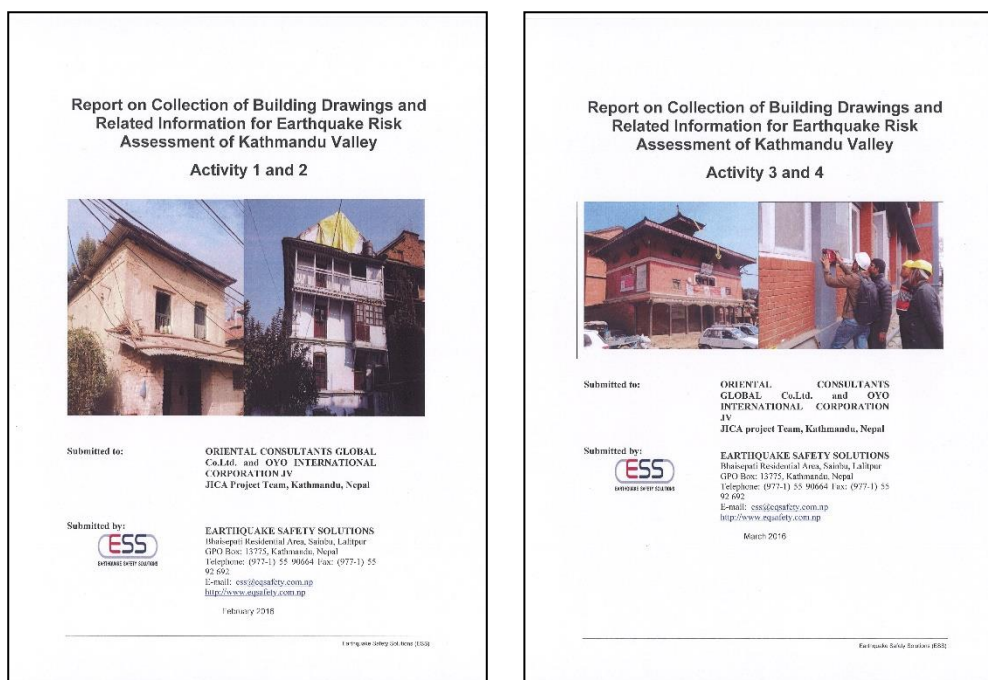 Report on Collection of Building Drawings and
Related Information for Earthquake Risk
Assessment of Kathmandu Valley
Activity 1 and 2
Submitted to:
ORIENTAL CONSULTANTS GLOBAL
Co.Ltd. and OYO INTERNATIONAL
CORPORATION JV
JICA Project Team, Kathmandu, Nepal
Submitted by:
ESS
EARTHQUAKE SAFETY SOLUTIONS
EARTHQUAKE SAFETY SOLUTIONS
Bhaisepati Residential Area, Sainbu, Lalitpur
GPO Box: 13775, Kathmandu, Nepal
Telephone: (977-1) 55 90664 Fax: (977-1) 55
92 692
E-mail: ess@eqsafety.com.np
http://www.eqsafety.com.np
February 2016
Earthquake Safety Solutions (ESS)
Report on Collection of Building Drawings and
Related Information for Earthquake Risk
Assessment of Kathmandu Valley
Activity 3 and 4
Submitted to:
ORIENTAL CONSULTANTS
GLOBAL Co.Ltd. and OYO
INTERNATIONAL CORPORATION
JV
JICA project Team, Kathmandu, Nepal
Submitted by:
ESS
EARTHQUAKE SAFETY SOLUTIONS
EARTHQUAKE SAFETY SOLUTIONS
Bhaisepati Residential Area, Sainbu, Lalitpur
GPO Box: 13775, Kathmandu, Nepal
Telephone: (977-1) 55 90664 Fax: (977-1) 55
92 692
E-mail: ess@eqsafety.com.np
http://www.eqsafety.com.np
March 2016
Earthquake Safety Solutions (ESS)